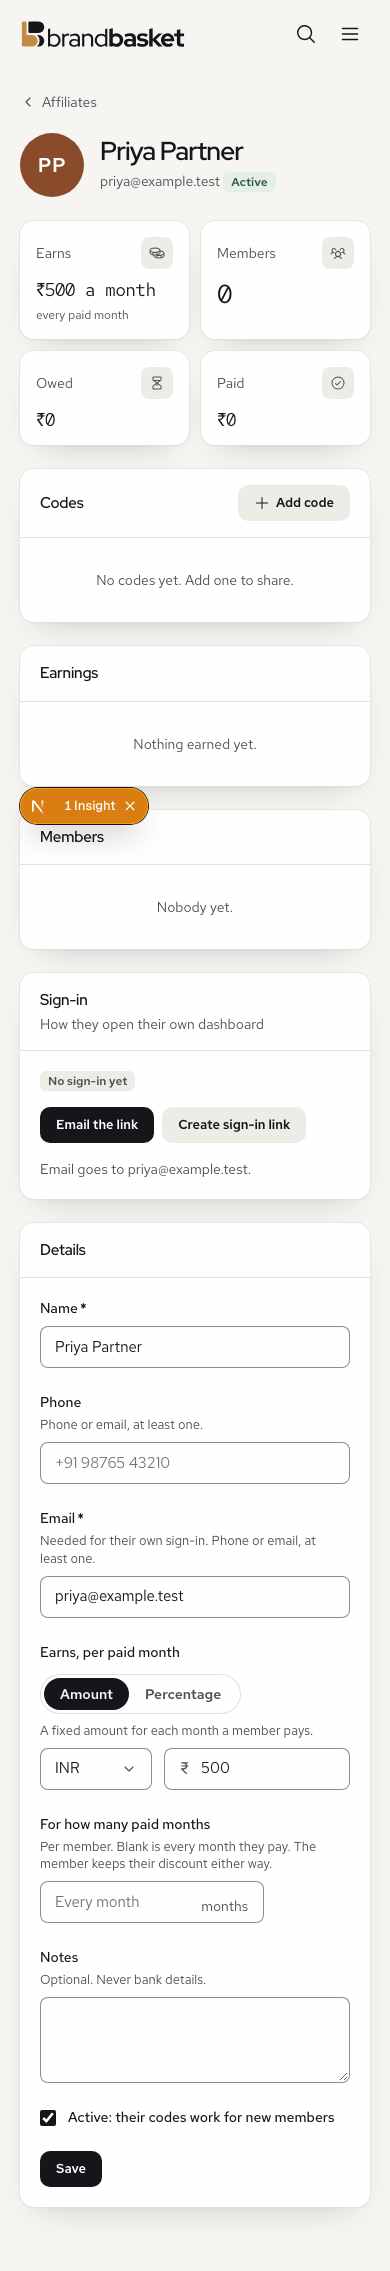 brandbasket
Affiliates
PP
Priya Partner
priya@example.test Active
Earns
₹500 a month
every paid month
Members
0
Owed
₹0
Paid
₹0
Codes
Add code
No codes yet. Add one to share.
Earnings
Nothing earned yet.
1 Insight
Members
Nobody yet.
Sign-in
How they open their own dashboard
No sign-in yet
Email the link
Create sign-in link
Email goes to priya@example.test.
Details
Name *
Priya Partner
Phone
Phone or email, at least one.
+91 98765 43210
Email *
Needed for their own sign-in. Phone or email, at
least one.
priya@example.test
Earns, per paid month
Amount
Percentage
A fixed amount for each month a member pays.
INR
₹ 500
For how many paid months
Per member. Blank is every month they pay. The
member keeps their discount either way.
Every month
months
Notes
Optional. Never bank details.
Active: their codes work for new members
Save